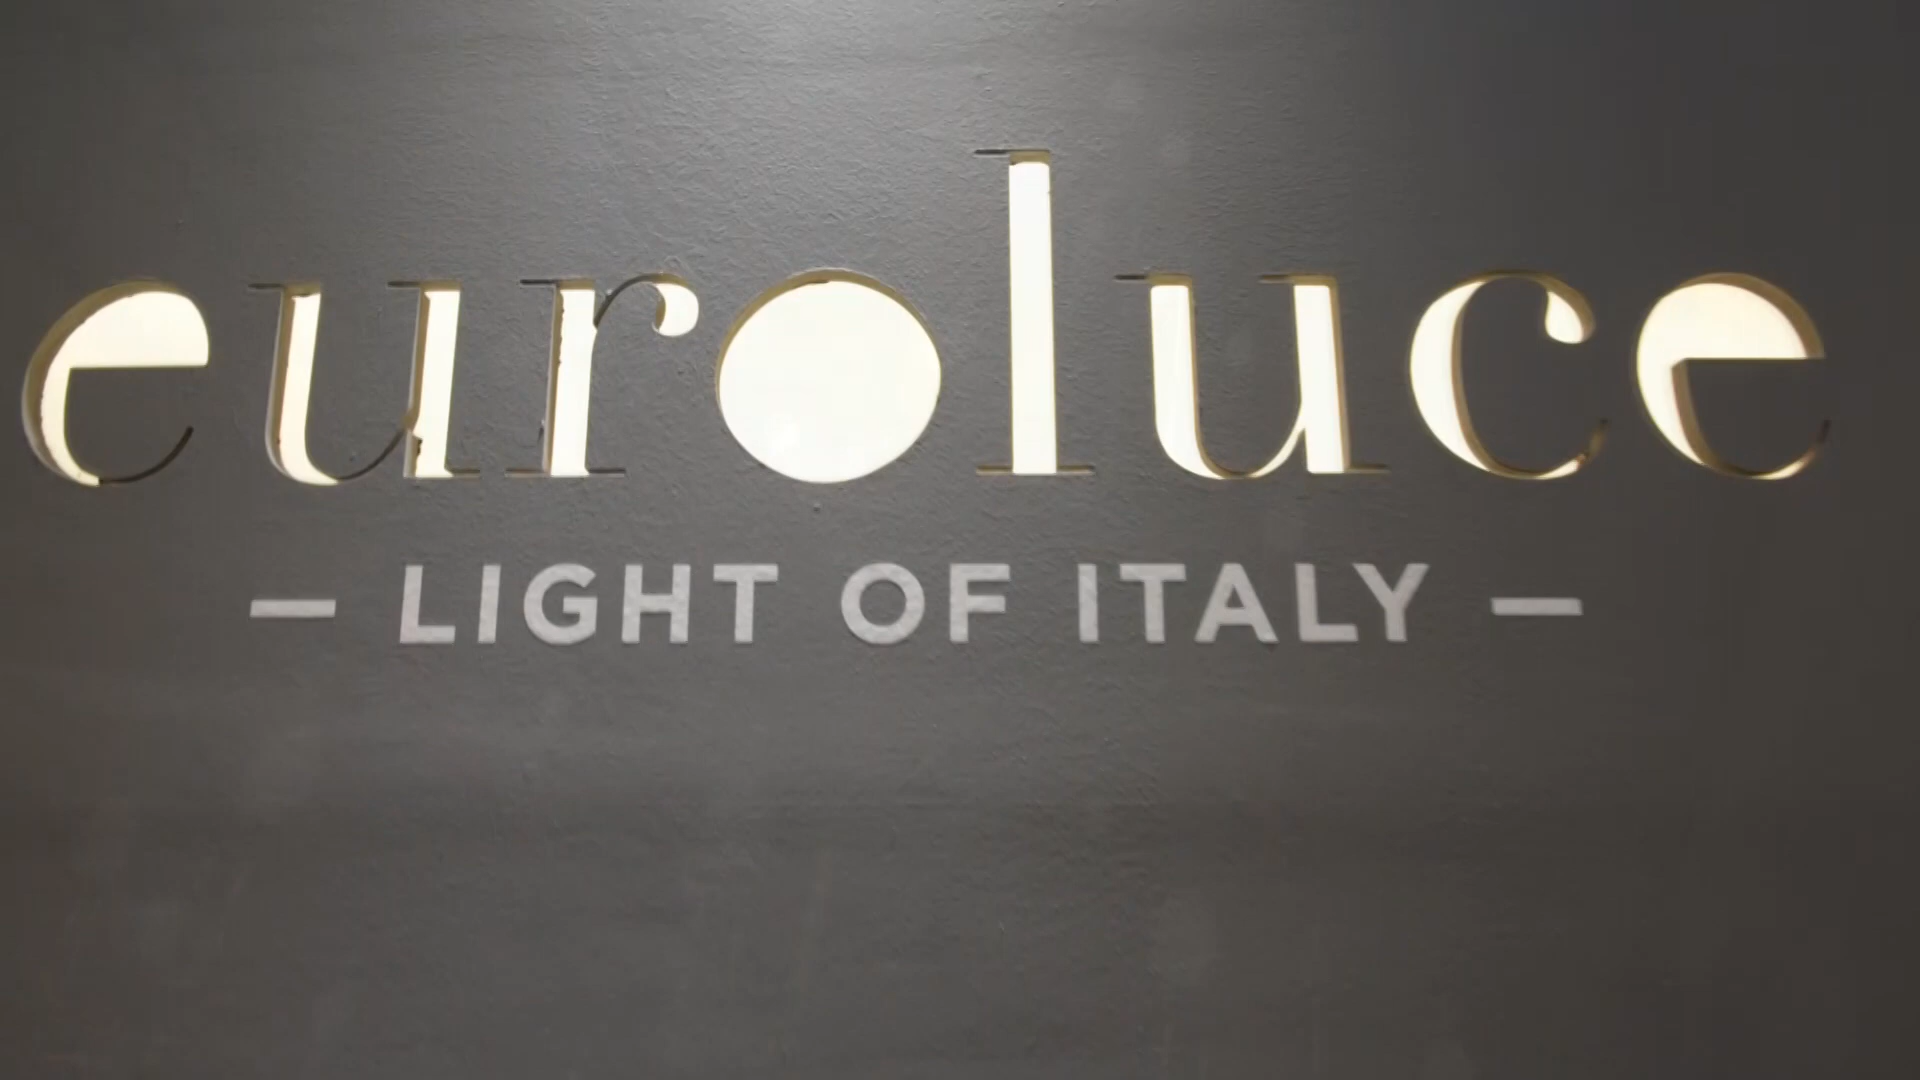 euroluce
— LIGHT OF ITALY —